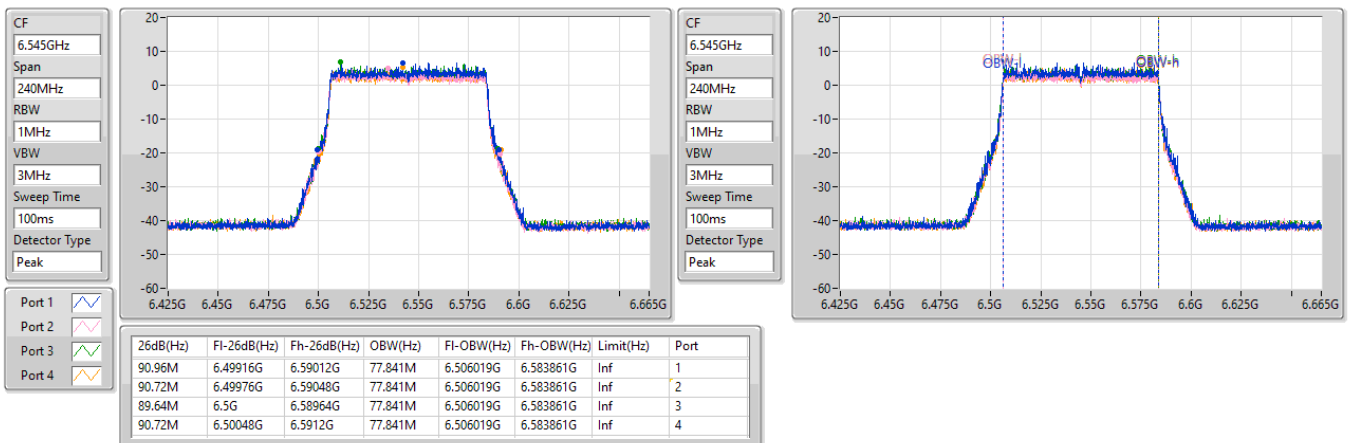 CF
6.545GHz
Span
240MHz
RBW
1MHz
VBW
3MHz
Sweep Time
100ms
Detector Type
Peak
20
10
0
-10
-20
-30
-40
-50
-60
6.425G 6.45G 6.475G 6.5G 6.525G 6.55G 6.575G 6.6G 6.625G 6.665G
CF
6.545GHz
Span
240MHz
RBW
1MHz
VBW
3MHz
Sweep Time
100ms
Detector Type
Peak
20
10
0
-10
-20
-30
-40
-50
-60
OBW-l OBW-h
6.425G 6.45G 6.475G 6.5G 6.525G 6.55G 6.575G 6.6G 6.625G 6.665G
Port 1
Port 2
Port 3
Port 4
26dB(Hz) Fl-26dB(Hz) Fh-26dB(Hz) OBW(Hz) Fl-OBW(Hz) Fh-OBW(Hz) Limit(Hz) Port
90.96M 6.49916G 6.59012G 77.841M 6.506019G 6.583861G Inf 1
90.72M 6.49976G 6.59048G 77.841M 6.506019G 6.583861G Inf 2
89.64M 6.5G 6.58964G 77.841M 6.506019G 6.583861G Inf 3
90.72M 6.50048G 6.5912G 77.841M 6.506019G 6.583861G Inf 4